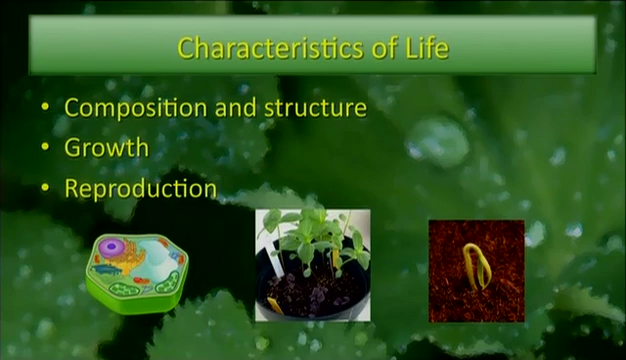 Characteristics of Life
• Composition and structure
• Growth
• Reproduction